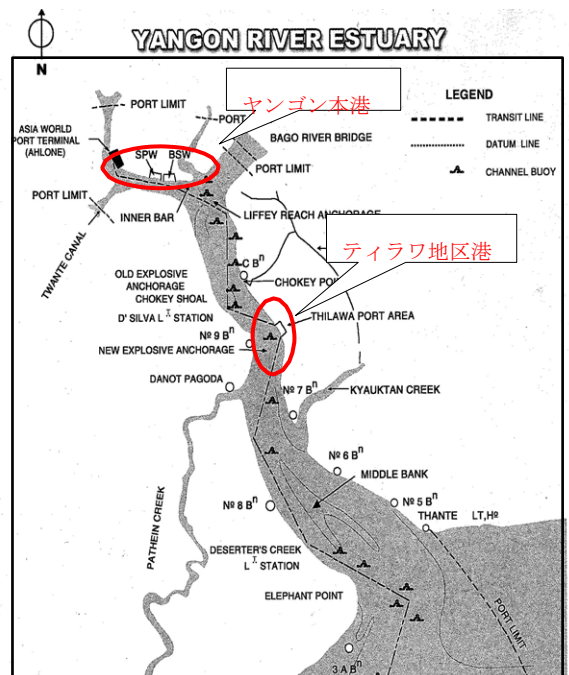 YANGON RIVER ESTUARY
N
LEGEND
TRANSIT LINE
DATUM LINE
CHANNEL BUOY
ヤンゴン本港
PORT LIMIT
PORT
ASIA WORLD
PORT TERMINAL
(AHLONE)
SPW
BSW
BAGO RIVER BRIDGE
PORT LIMIT
PORT LIMIT
INNER BAR
LIFFEY REACH ANCHORAGE
TWANTE CANAL
ティラワ地区港
C Bn
CHOKEY
OLD EXPLOSIVE
ANCHORAGE
CHOKEY SHOAL
D' SILVA L I STATION
THILAWA PORT AREA
Nº 9 Bn
NEW EXPLOSIVE ANCHORAGE
DANOT PAGODA
Nº 7 Bn
KYAUKTAN CREEK
Nº 6 Bn
MIDDLE BANK
Nº 8 Bn
Nº 5 Bn
THANTE LT,Hº
PATHEIN CREEK
DESERTER'S CREEK
L I STATION
ELEPHANT POINT
PORT LIMIT
3 A Bn